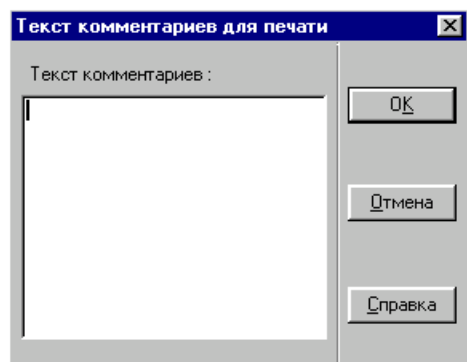 Текст комментариев для печати
Текст комментариев :
OK
Отмена
Справка